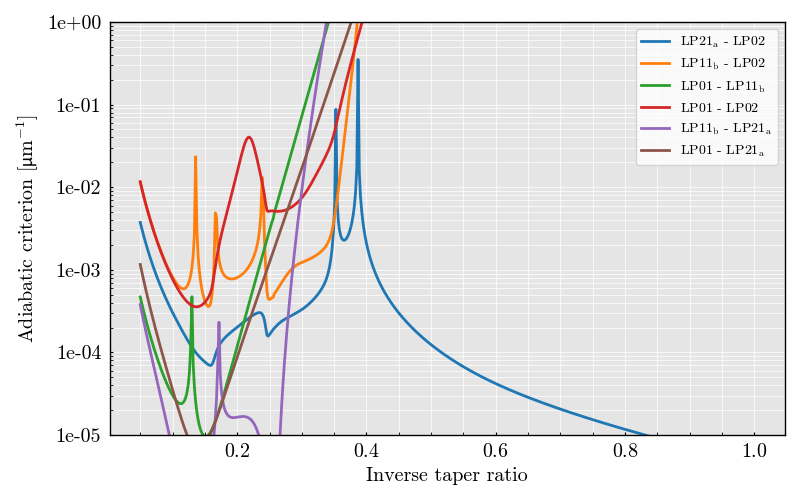 Adiabatic criterion [µm⁻¹]
1e+00
1e-01
1e-02
1e-03
1e-04
1e-05
LP21a - LP02
LP11b - LP02
LP01 - LP11b
LP01 - LP02
LP11b - LP21a
LP01 - LP21a
0.2 0.4 0.6 0.8 1.0
Inverse taper ratio